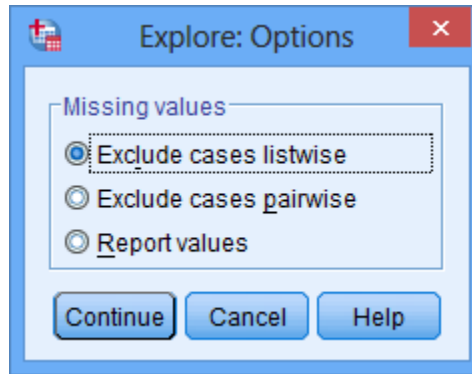 Explore: Options
Missing values
Exclude cases listwise
Exclude cases pairwise
Report values
Continue Cancel Help